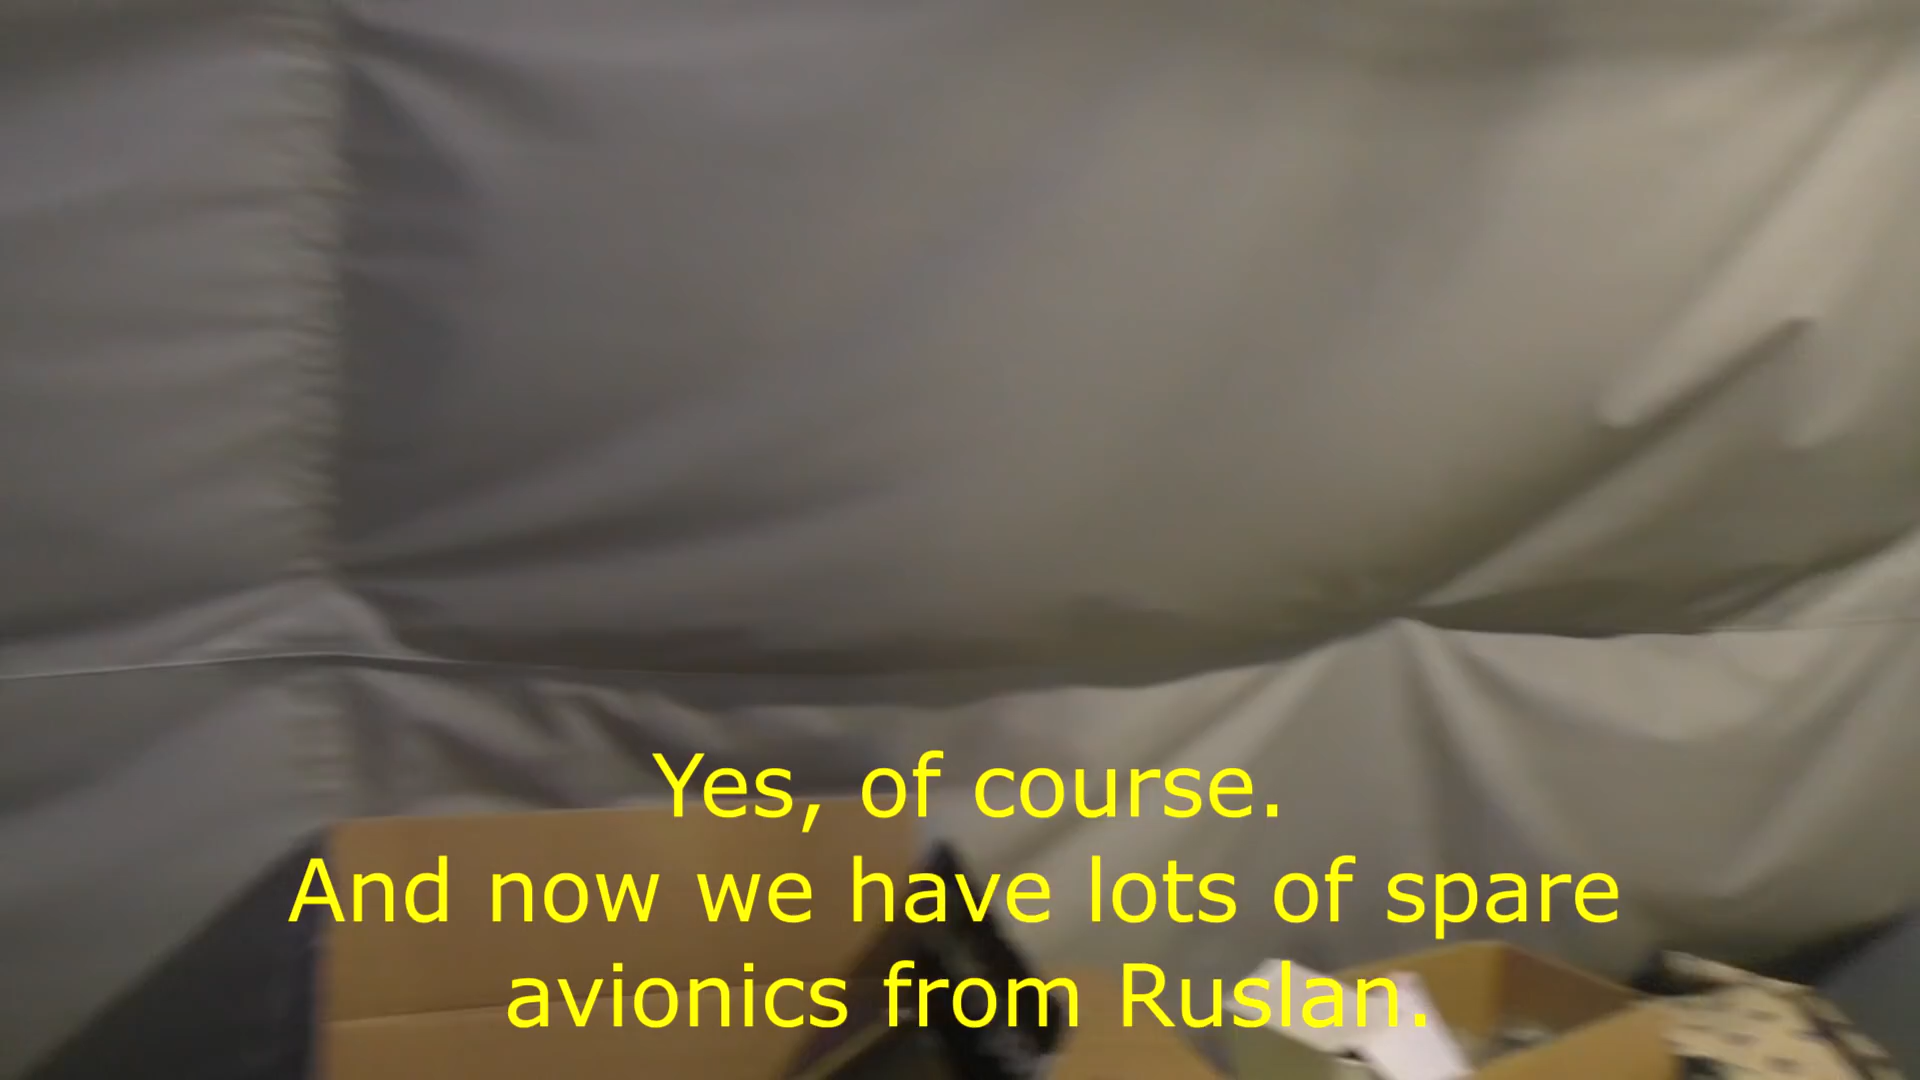 Yes, of course.
And now we have lots of spare
avionics from Ruslan.